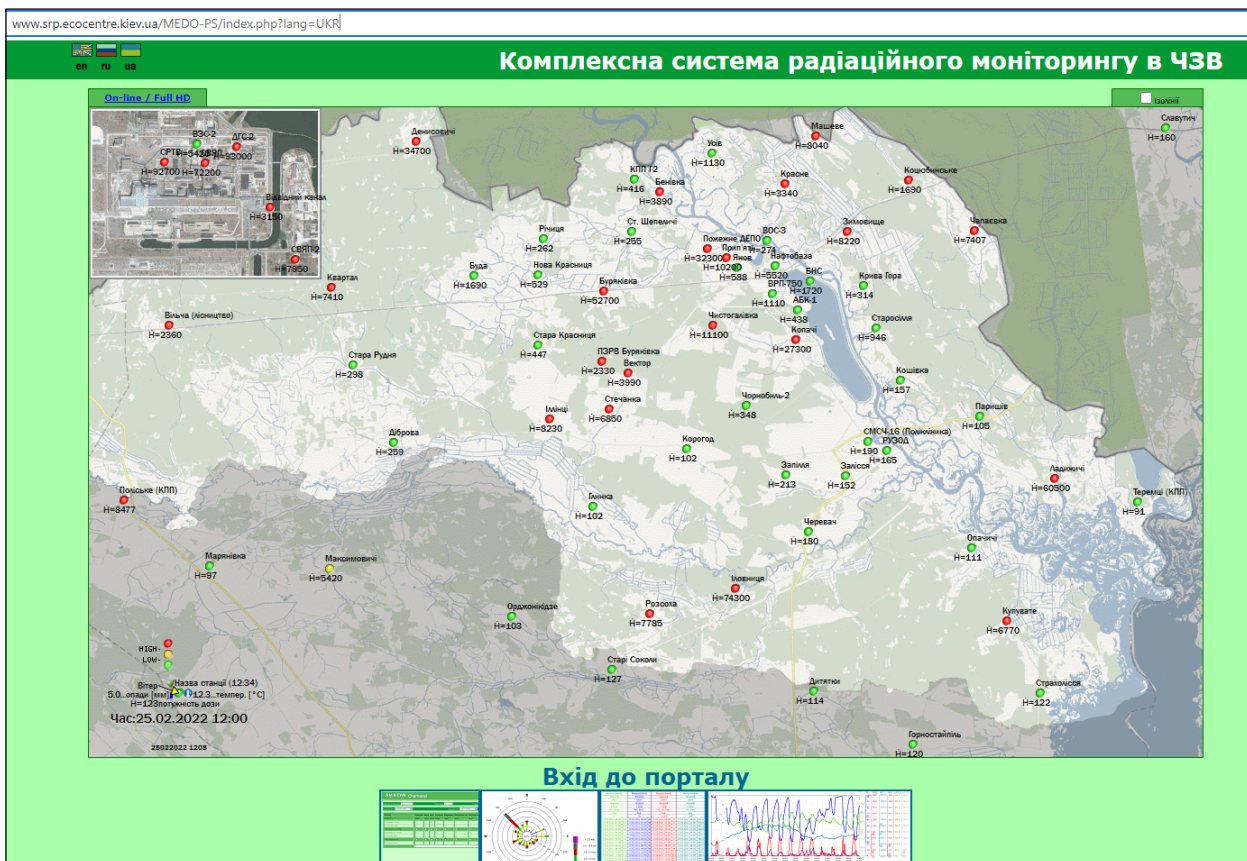 www.srp.ecocentre.kiev.ua/MEDO-PS/index.php?lang=UKR
en ru ua
Комплексна система радіаційного моніторингу в ЧЗВ
On-line / Full HD
Ізолінії
ВЗС-2
ДГС-2
H=93000
СРТВ
H=92700
H=72200
Відвідний канал
H=3150
СВЯП-2
H=7950
Денисовичі
H=34700
Машеве
H=8040
Славутич
H=160
Усів
H=1130
КПП Г2
H=416
Бенівка
H=3890
Красне
H=3340
Коцюбинське
H=1690
Ст. Шепеличі
H=255
Річиця
H=262
ВОС-3
H=274
Зимовище
H=8220
Чапаєвка
H=7407
Пожежне ДЕПО
H=32300
Прип'ять
H=10200
Янов
H=588
Нафтобаза
H=5520
Буда
H=1690
Нова Красниця
H=529
Квартал
H=7410
Буряківка
H=52700
БНС
H=1720
ВРП-750
H=1110
Крива Гора
H=314
АБК-1
H=438
Вільча (лісництво)
H=2360
Чистогалівка
H=11100
Старосілля
H=946
Копачі
H=27300
Стара Красниця
H=447
Стара Рудня
H=298
ПЗРВ Буряківка
H=2330
Вектор
H=3990
Кошівка
H=157
Стечанка
H=6850
Чорнобиль-2
H=348
Іллінці
H=8230
Паришів
H=105
Діброва
H=259
Корогод
H=102
СМСЧ-16 (Поліклініка)
H=190
РУЗОД
H=165
Запілля
H=213
Залісся
H=152
Ладижичі
H=60500
Поліське (КПП)
H=8477
Глинка
H=102
Теремці (КПП)
H=91
Черевач
H=180
Опачичі
H=111
Марянівка
H=97
Максимовичі
H=5420
Іловниця
H=74300
Орджонікідзе
H=103
Розсоха
H=7785
Купувате
H=6770
HIGH-
LOW-
Старі Соколи
H=127
Дитятки
H=114
Страхолісся
H=122
Горностайпіль
H=120
Назва станції (12:34)
Вітер
5.0..опади [мм]
12.3..темпер. [°C]
H=123потужність дози
Час:25.02.2022 12:00
25022022 1208
Вхід до порталу